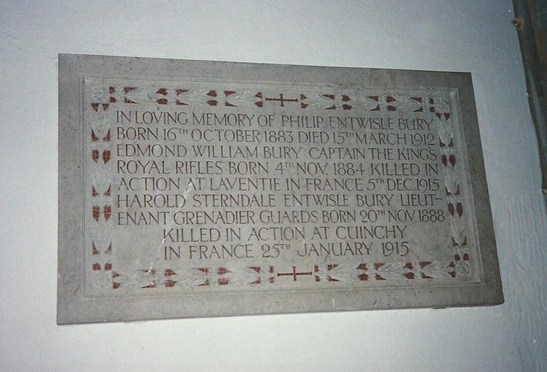 IN LOVING MEMORY OF PHILIP ENTWISLE BURY
BORN 16TH OCTOBER 1883 DIED 15TH MARCH 1912
EDMOND WILLIAM BURY CAPTAIN THE KING'S
ROYAL RIFLES BORN 4TH NOV. 1884 KILLED IN
ACTION AT LAVENTIE IN FRANCE 5TH DEC. 1915
HAROLD STERNDALE ENTWISLE BURY LIEUT-
ENANT GRENADIER GUARDS BORN 20TH NOV. 1888
KILLED IN ACTION AT CUINCHY
IN FRANCE 25TH JANUARY 1915